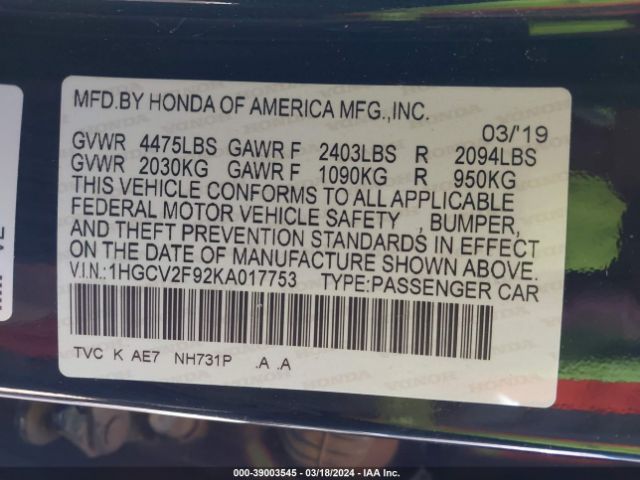 MFD.BY HONDA OF AMERICA MFG.,INC.
03/'19
GVWR 4475LBS GAWR F 2403LBS R 2094LBS
GVWR 2030KG GAWR F 1090KG R 950KG
THIS VEHICLE CONFORMS TO ALL APPLICABLE
FEDERAL MOTOR VEHICLE SAFETY , BUMPER,
AND THEFT PREVENTION STANDARDS IN EFFECT
ON THE DATE OF MANUFACTURE SHOWN ABOVE.
V.I.N.:1HGCV2F92KA017753 TYPE:PASSENGER CAR
TVC K AE7 NH731P .A .A
000-39003545 - 03/18/2024 - IAA Inc.